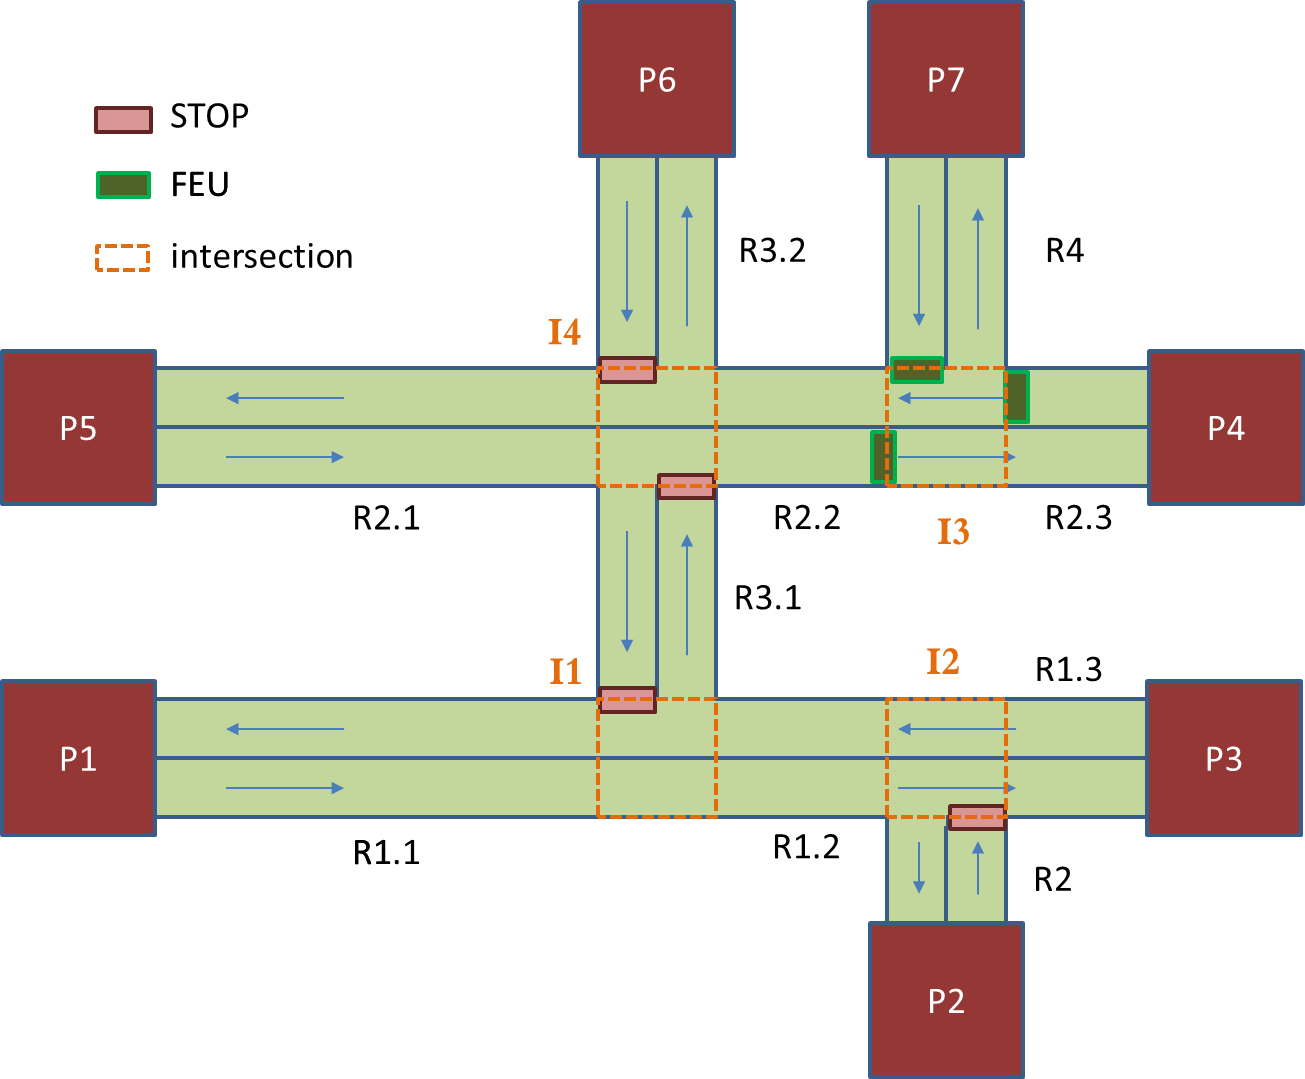 P6
P7
STOP
FEU
intersection
R3.2
R4
I4
P5
P4
R2.1
R2.2
I3
R2.3
R3.1
I1
I2
R1.3
P1
P3
R1.1
R1.2
R2
P2